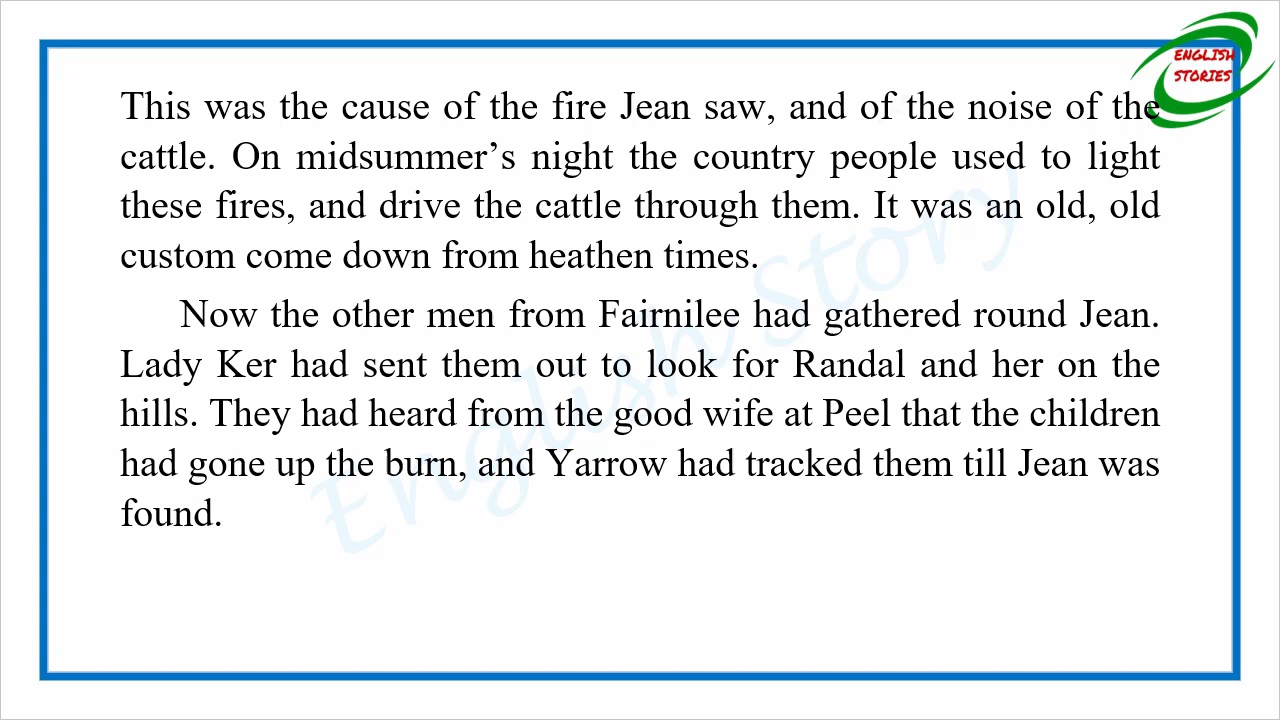 ENGLISH
STORIES
This was the cause of the fire Jean saw, and of the noise of the
cattle. On midsummer’s night the country people used to light
these fires, and drive the cattle through them. It was an old, old
custom come down from heathen times.
Now the other men from Fairnilee had gathered round Jean.
Lady Ker had sent them out to look for Randal and her on the
hills. They had heard from the good wife at Peel that the children
had gone up the burn, and Yarrow had tracked them till Jean was
found.
English Story